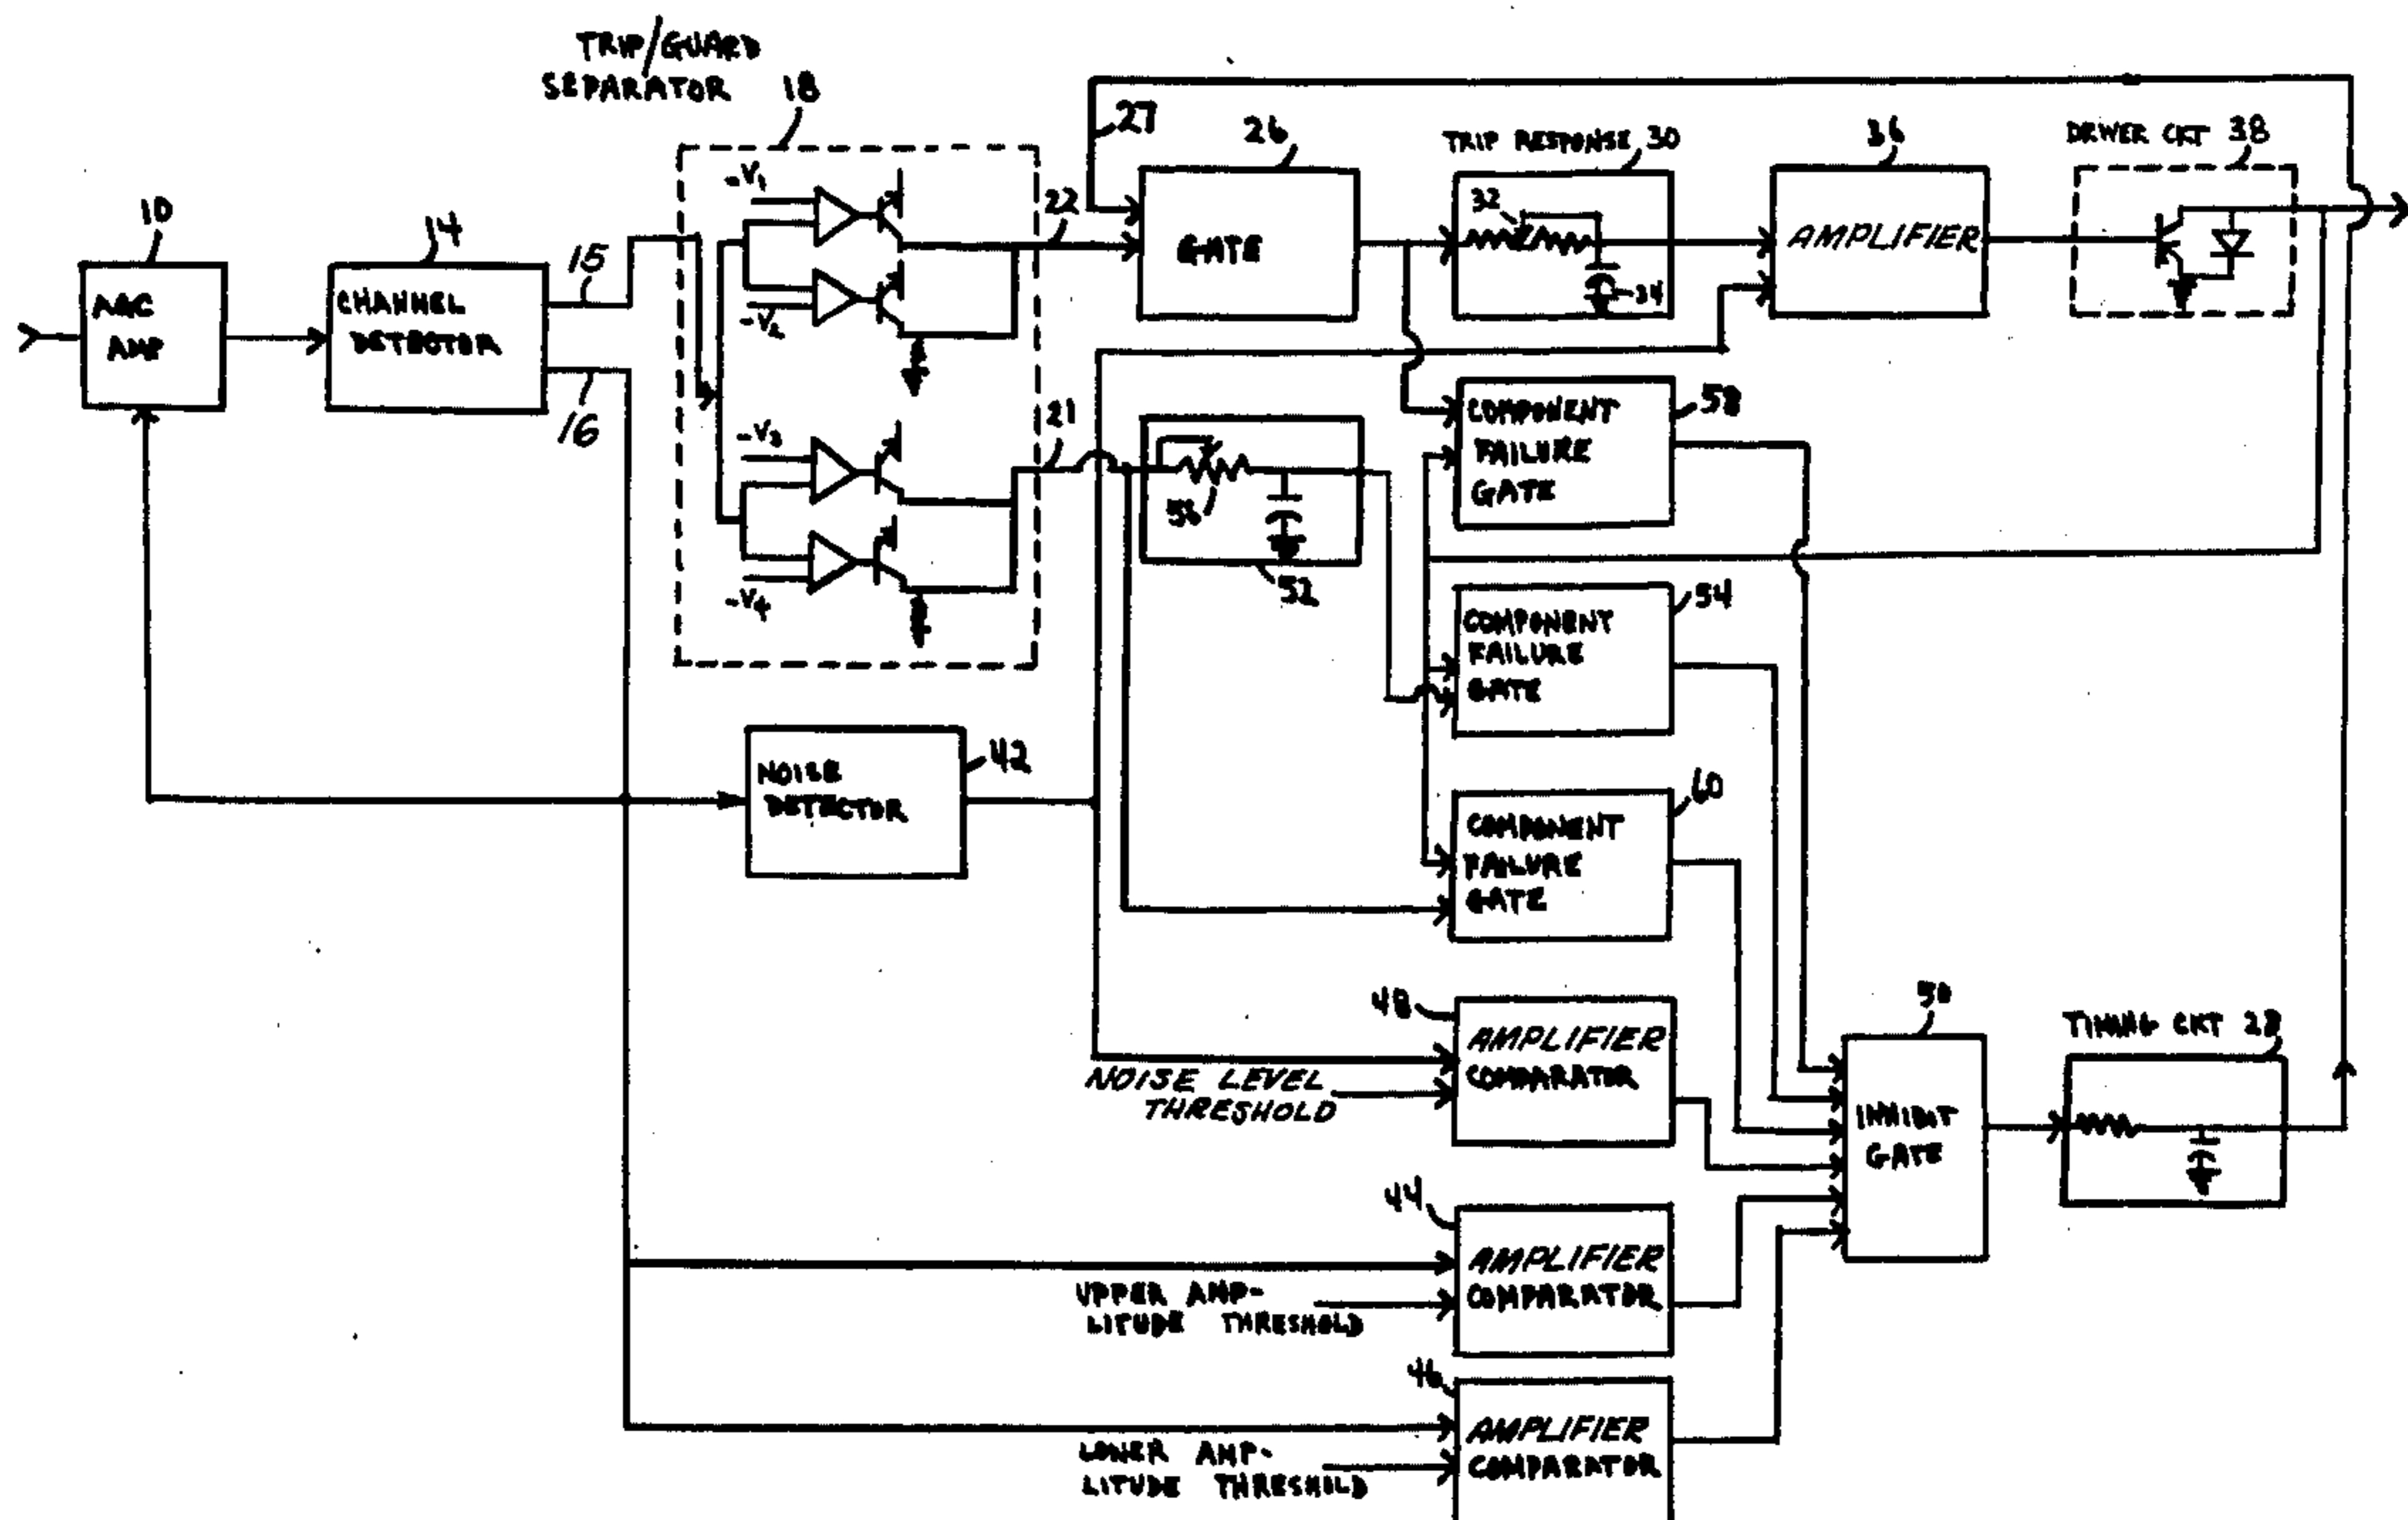 TRIP/GUARD
SEPARATOR 18
10
AGC
AMP
14
CHANNEL
DETECTOR
15
16
-V1
-V2
-V3
-V4
22
21
27
26
GATE
TRIP RESPONSE 30
32
34
36
AMPLIFIER
DRIVER CKT 38
COMPONENT
FAILURE
GATE
58
56
52
COMPONENT
FAILURE
GATE
54
NOISE
DETECTOR
42
COMPONENT
FAILURE
GATE
60
48
AMPLIFIER
COMPARATOR
NOISE LEVEL
THRESHOLD
50
INHIBIT
GATE
TIMING CKT 28
44
AMPLIFIER
COMPARATOR
UPPER AMP-
LITUDE THRESHOLD
46
AMPLIFIER
COMPARATOR
LOWER AMP-
LITUDE THRESHOLD